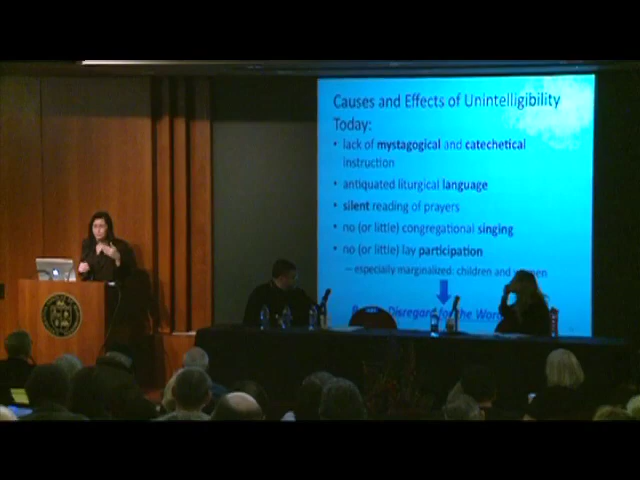 Causes and Effects of Unintelligibility
Today:
• lack of mystagogical and catechetical
instruction
• antiquated liturgical language
• silent reading of prayers
• no (or little) congregational singing
• no (or little) lay participation
– especially marginalized: children and women
Disregard for the Word